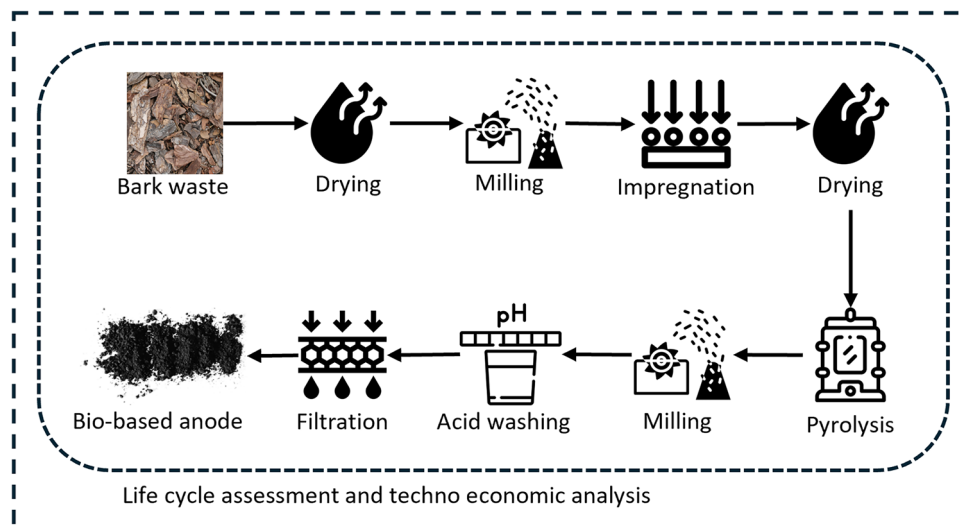 Bark waste
Drying
Milling
Impregnation
Drying
pH
Bio-based anode
Filtration
Acid washing
Milling
Pyrolysis
Life cycle assessment and techno economic analysis